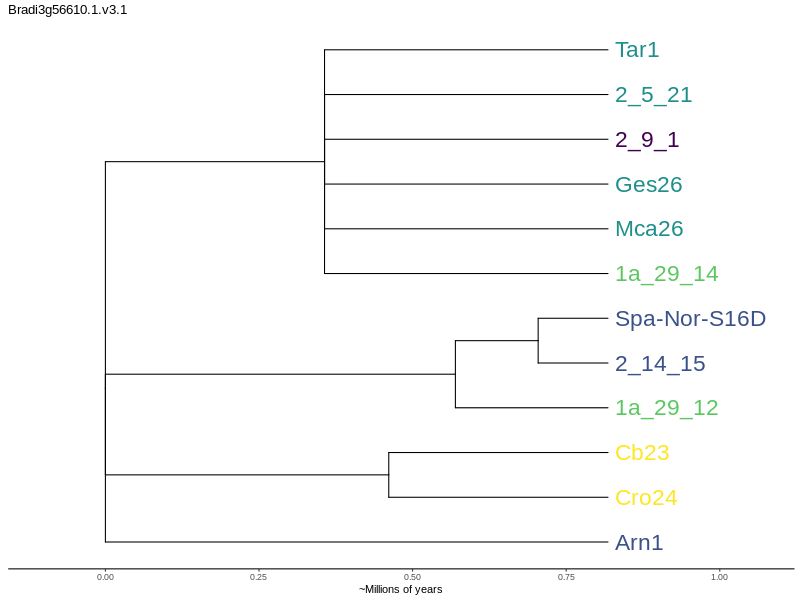 Bradi3g56610.1.v3.1
Tar1
2_5_21
2_9_1
Ges26
Mca26
1a_29_14
Spa-Nor-S16D
2_14_15
1a_29_12
Cb23
Cro24
Arn1
0.00 0.25 0.50 0.75 1.00
~Millions of years